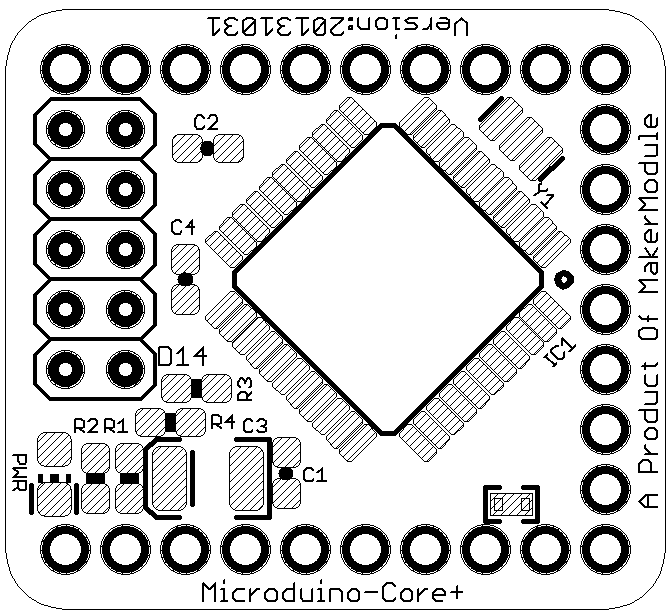 Version:20131031
C2
C4
Y1
A Product Of MakerModule
IC1
D14
R3
R2
R1
R4
C3
PWR
C1
Microduino-Core+